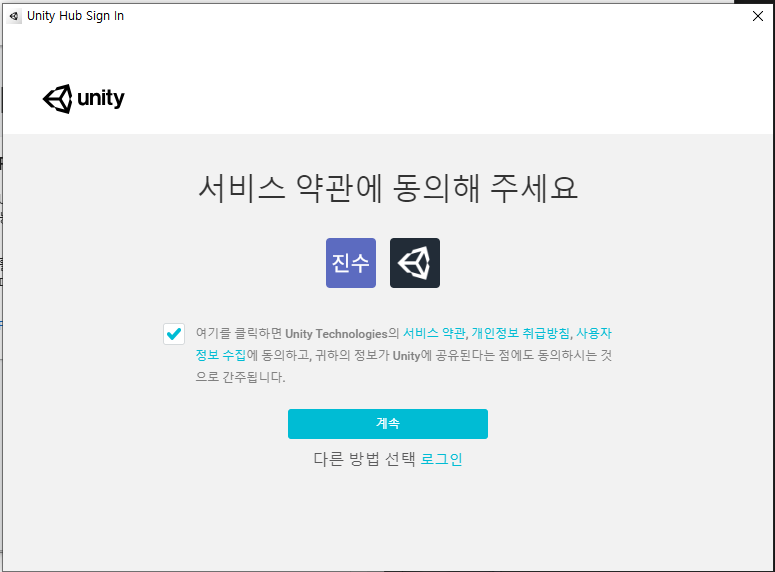 Unity Hub Sign In
unity
서비스 약관에 동의해 주세요
진수
여기를 클릭하면 Unity Technologies의 서비스 약관, 개인정보 취급방침, 사용자
정보 수집에 동의하고, 귀하의 정보가 Unity에 공유된다는 점에도 동의하시는 것
으로 간주됩니다.
계속
다른 방법 선택 로그인